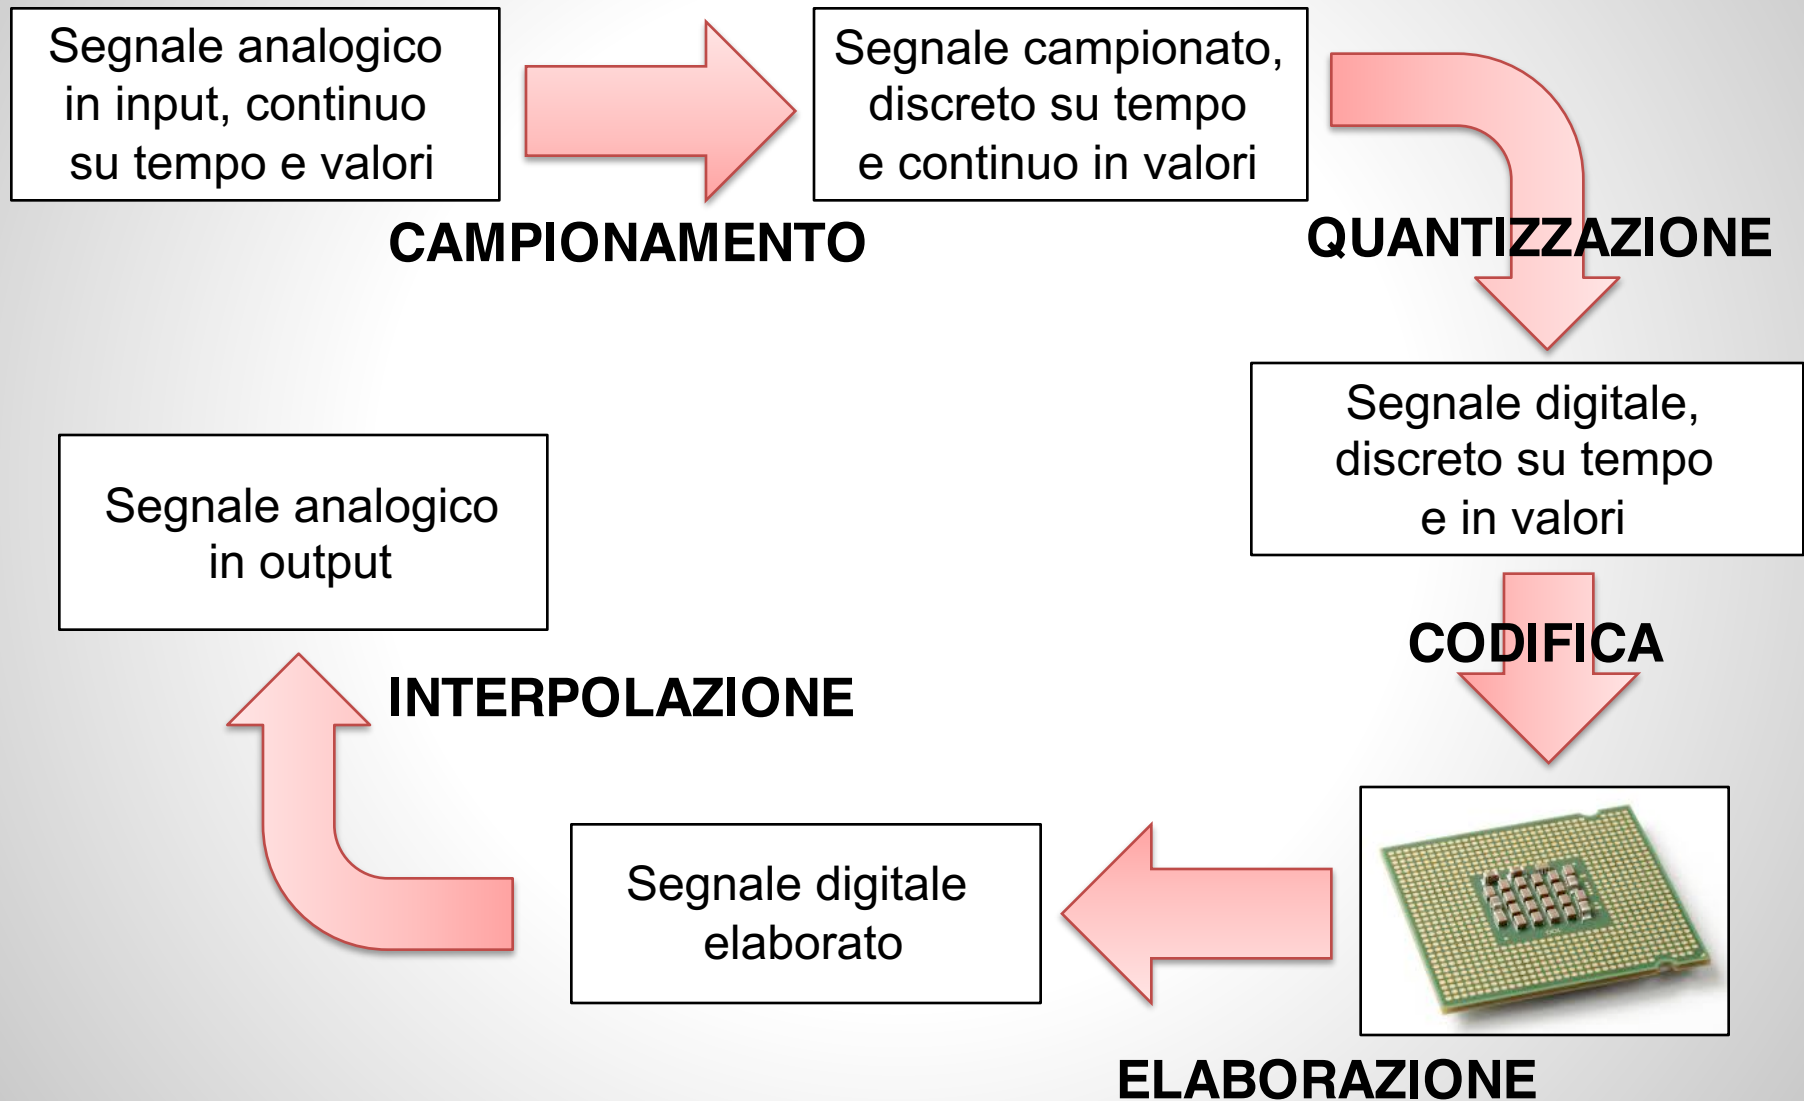 Segnale analogico
in input, continuo
su tempo e valori
CAMPIONAMENTO
Segnale campionato,
discreto su tempo
e continuo in valori
QUANTIZZAZIONE
Segnale digitale,
discreto su tempo
e in valori
CODIFICA
ELABORAZIONE
Segnale digitale
elaborato
INTERPOLAZIONE
Segnale analogico
in output